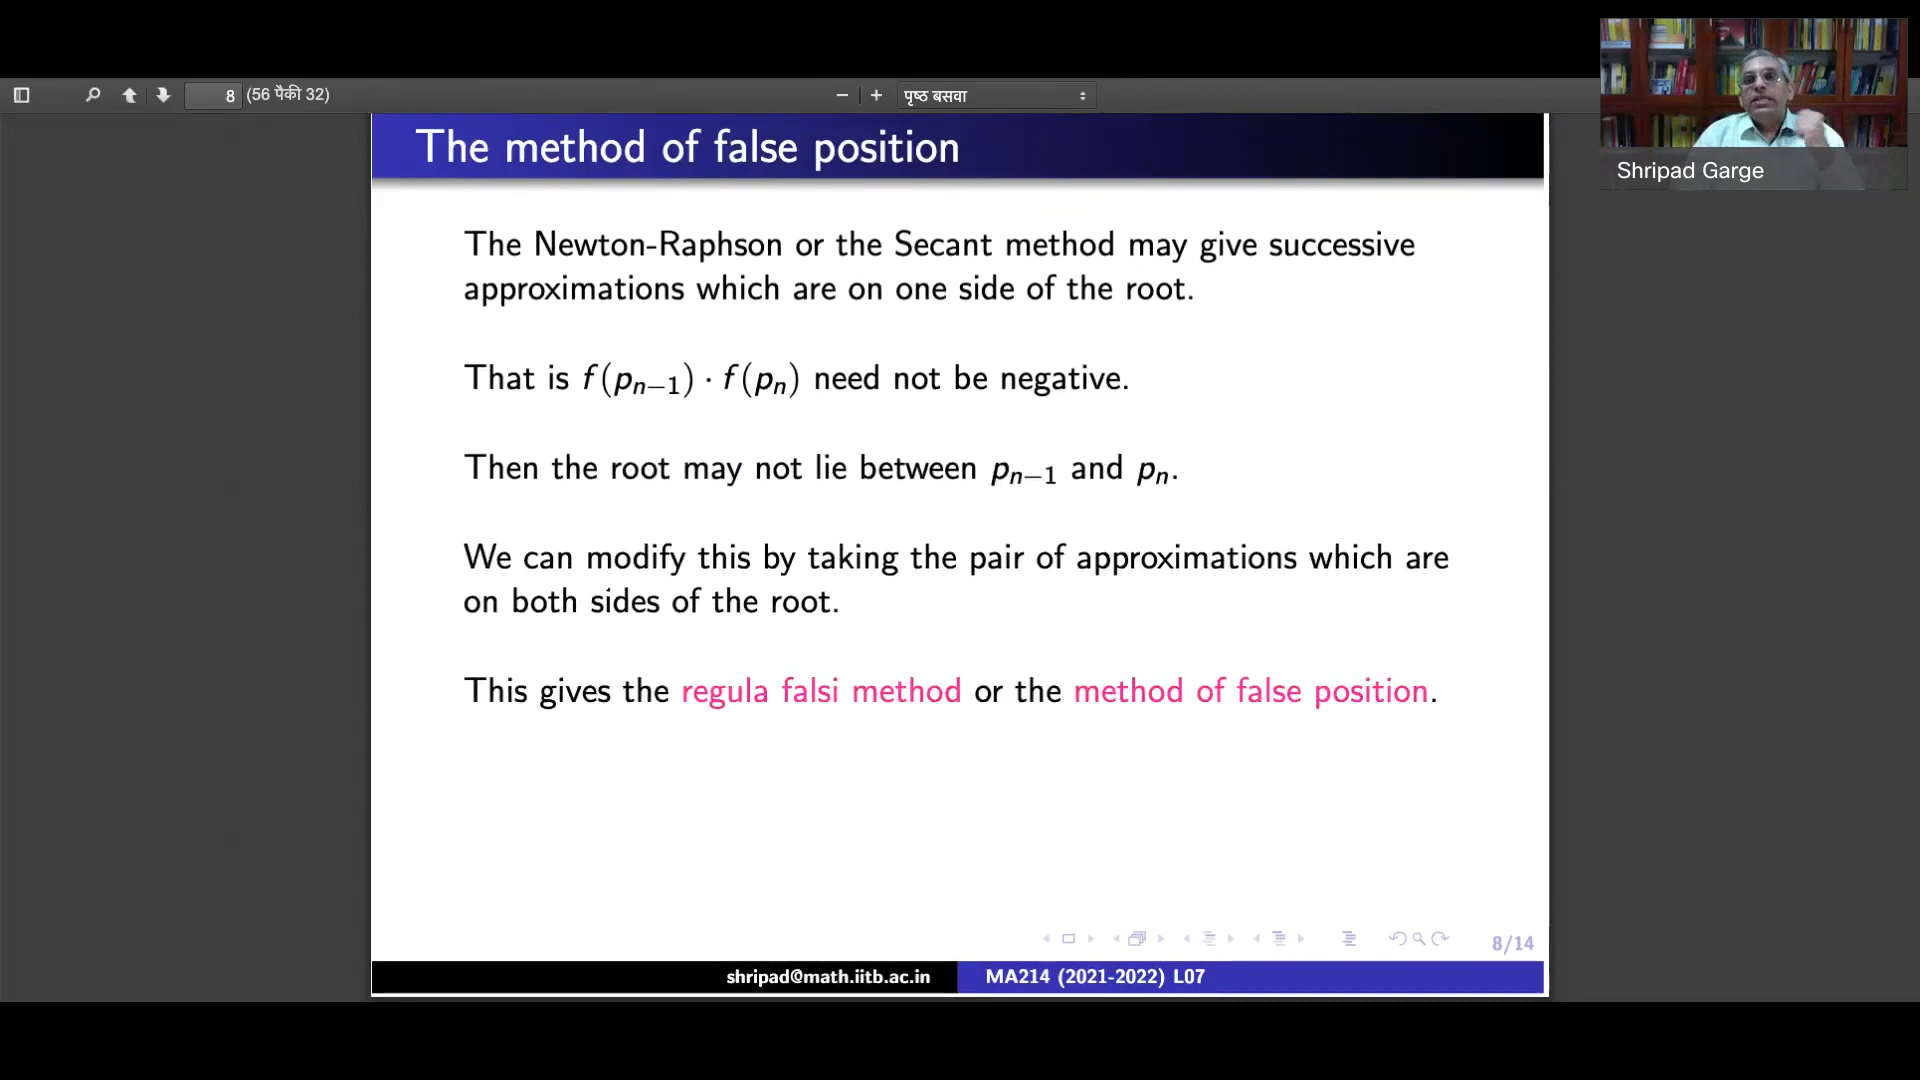 8 (56 पैकी 32)
पृष्ठ बसवा
Shripad Garge
The method of false position
The Newton-Raphson or the Secant method may give successive
approximations which are on one side of the root.
That is f(pₙ₋₁) · f(pₙ) need not be negative.
Then the root may not lie between pₙ₋₁ and pₙ.
We can modify this by taking the pair of approximations which are
on both sides of the root.
This gives the regula falsi method or the method of false position.
8/14
shripad@math.iitb.ac.in MA214 (2021-2022) L07